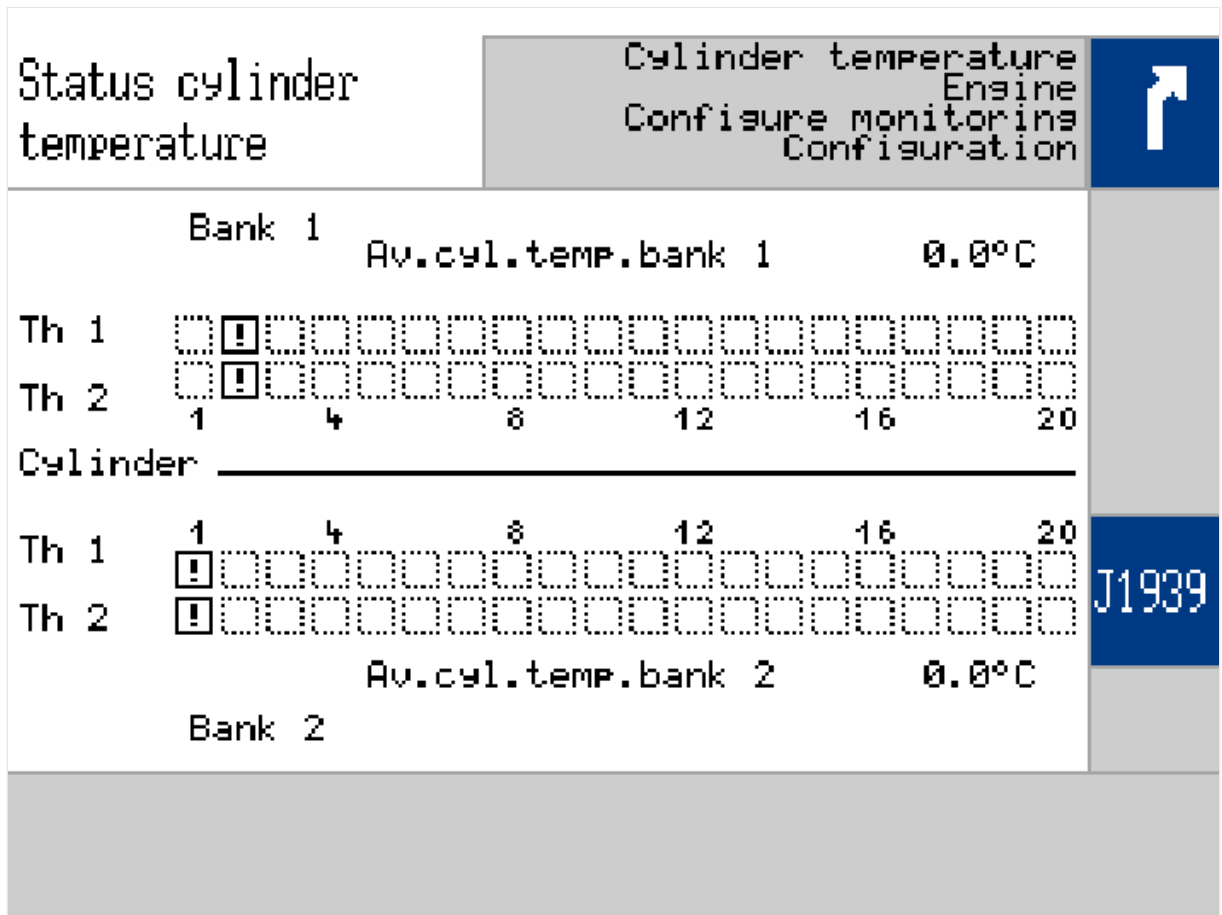 Status cylinder
temperature
Cylinder temperature
Engine
Configure monitoring
Configuration
Bank 1
Av.cyl.temp.bank 1 0.0°C
Th 1 !
Th 2 !
1 4 8 12 16 20
Cylinder
1 4 8 12 16 20
Th 1 !
Th 2 !
J1939
Av.cyl.temp.bank 2 0.0°C
Bank 2